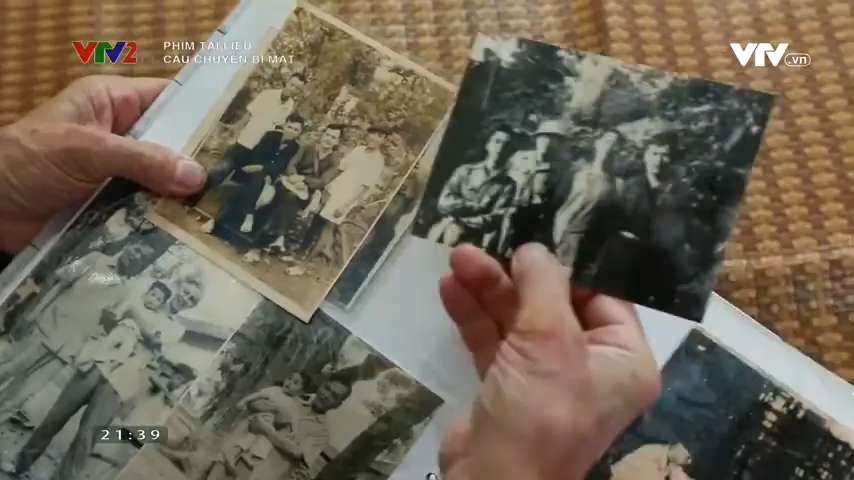 VTV2
PHIM TÀI LIỆU
CÂU CHUYỆN BÍ MẬT
VTV.vn
21:39